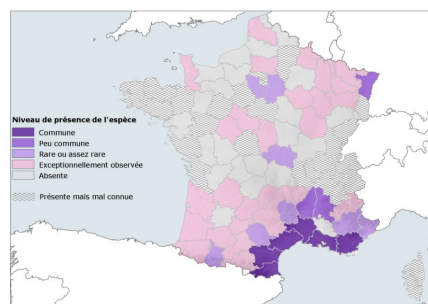 Niveau de présence de l'espèce
Commune
Peu commune
Rare ou assez rare
Exceptionnellement observée
Absente
Présente mais mal connue